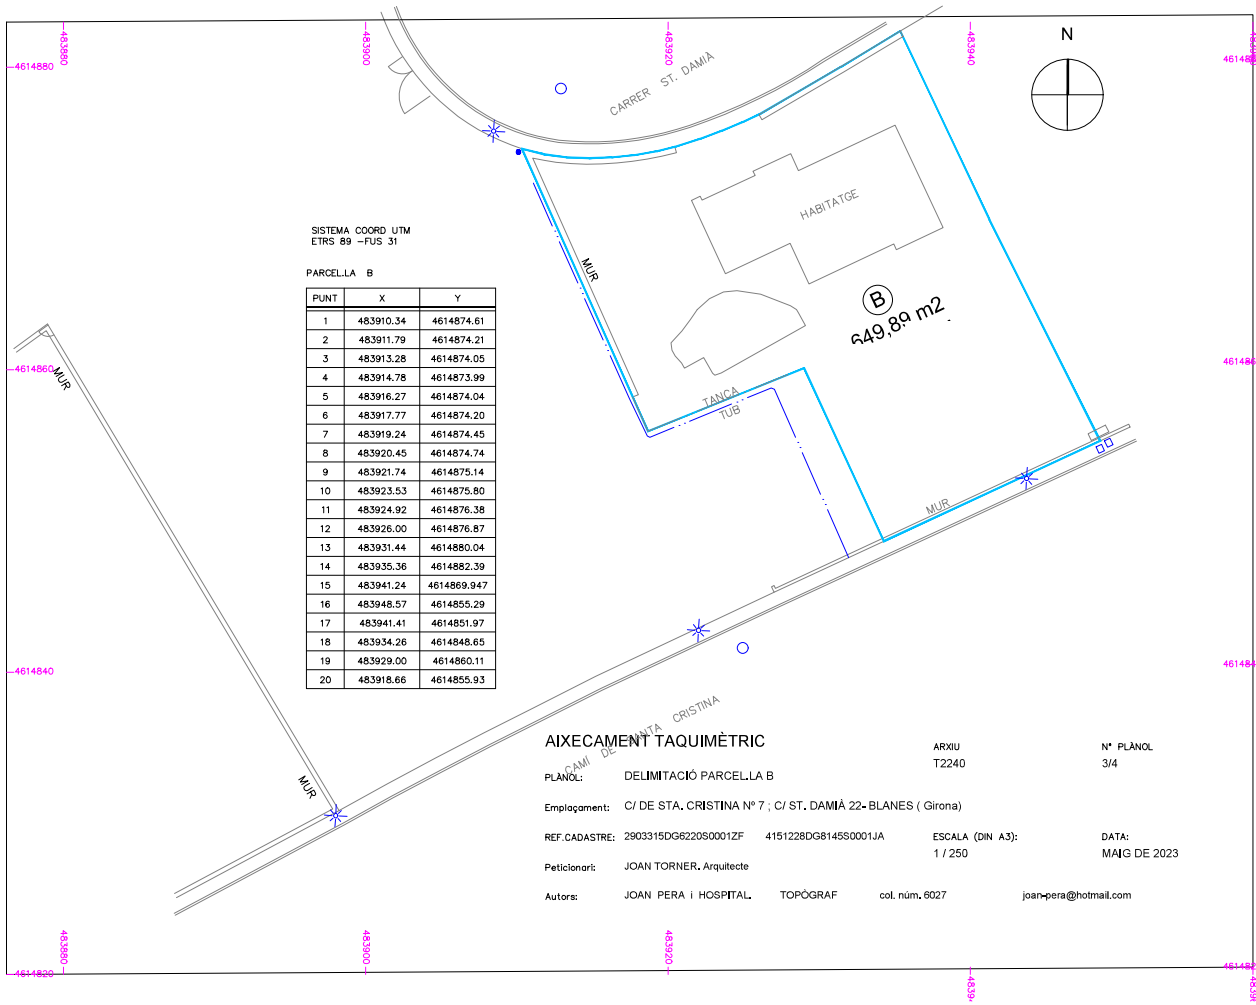 483880
483900
483920
483940
4614880
N
CARRER ST. DAMIÀ
HABITATGE
MUR
SISTEMA COORD UTM
ETRS 89 -FUS 31
PARCEL.LA B
PUNT X Y
1 483910.34 4614874.61
2 483911.79 4614874.21
3 483913.28 4614874.05
4 483914.78 4614873.99
5 483916.27 4614874.04
6 483917.77 4614874.20
7 483919.24 4614874.45
8 483920.45 4614874.74
9 483921.74 4614875.14
10 483923.53 4614875.80
11 483924.92 4614876.38
12 483926.00 4614876.87
13 483931.44 4614880.04
14 483935.36 4614882.39
15 483941.24 4614869.947
16 483948.57 4614855.29
17 483941.41 4614851.97
18 483934.26 4614848.65
19 483929.00 4614860.11
20 483918.66 4614855.93
B
649,89 m2
4614860
MUR
TANCA
TUB
MUR
4614840
CAMÍ DE SANTA CRISTINA
MUR
AIXECAMENT TAQUIMÈTRIC
ARXIU
T2240
Nº PLÀNOL
3/4
PLÀNOL: DELIMITACIÓ PARCEL.LA B
Emplaçament: C/ DE STA. CRISTINA Nº 7 ; C/ ST. DAMIÀ 22- BLANES ( Girona)
REF.CADASTRE: 2903315DG6220S0001ZF 4151228DG8145S0001JA
ESCALA (DIN A3):
1 / 250
DATA:
MAIG DE 2023
Peticionari: JOAN TORNER. Arquitecte
Autors: JOAN PERA i HOSPITAL. TOPÒGRAF col. núm. 6027 joan-pera@hotmail.com
4614820
483880
483900
483920